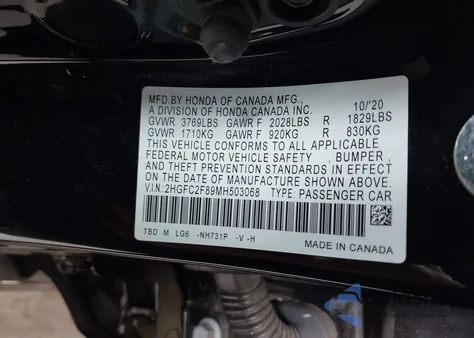 MFD.BY HONDA OF CANADA MFG., 10/'20
A DIVISION OF HONDA CANADA INC.
GVWR 3769LBS GAWR F 2028LBS R 1829LBS
GVWR 1710KG GAWR F 920KG R 830KG
THIS VEHICLE CONFORMS TO ALL APPLICABLE
FEDERAL MOTOR VEHICLE SAFETY , BUMPER ,
AND THEFT PREVENTION STANDARDS IN EFFECT
ON THE DATE OF MANUFACTURE SHOWN ABOVE.
V.I.N.:2HGFC2F89MH503068 TYPE: PASSENGER CAR
TBD M LG6 -NH731P -V-H
MADE IN CANADA